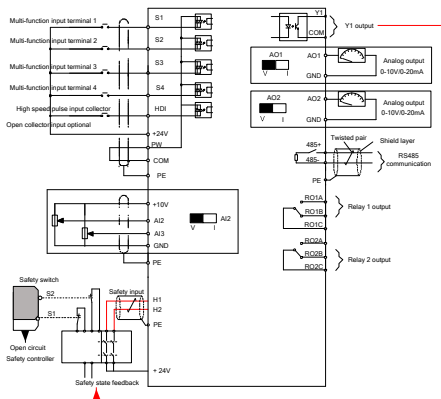 Multi-function input terminal 1
S1
Multi-function input terminal 2
S2
Multi-function input terminal 3
S3
Multi-function input terminal 4
S4
High speed pulse input collector
HDI
Open collector input optional
+24V
PW
COM
PE
Y1
COM
Y1 output
AO1
V I
AO1
GND
Analog output
0-10V/0-20mA
AO2
V I
AO2
GND
Analog output
0-10V/0-20mA
Twisted pair
Shield layer
485+
485-
RS485
communication
PE
+10V
AI2
AI3
GND
V I
AI2
PE
RO1A
RO1B
RO1C
Relay 1 output
RO2A
RO2B
RO2C
Relay 2 output
Safety switch
S2
S1
Open circuit
Safety controller
Safety input
H1
H2
PE
+ 24V
Safety state feedback